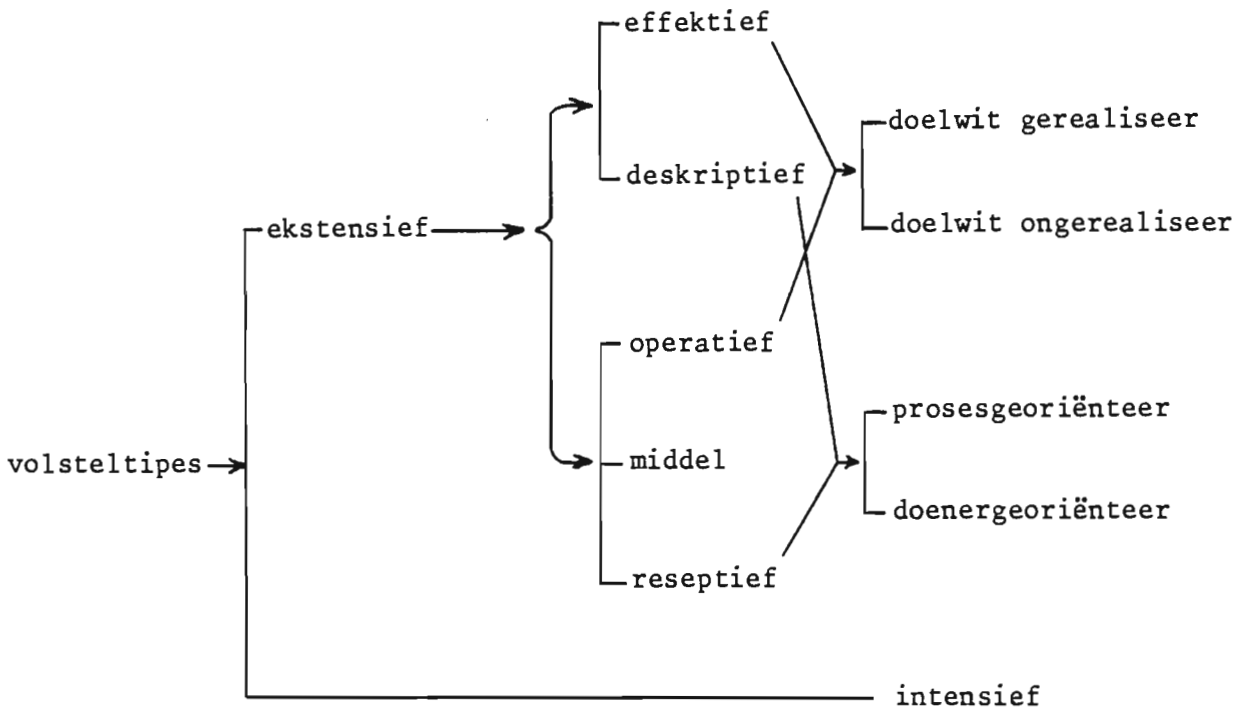 effektief
doelwit gerealiseer
deskriptief
doelwit ongerealiseer
ekstensief
operatief
prosesgeoriënteer
volsteltipes
middel
doenergeoriënteer
reseptief
intensief